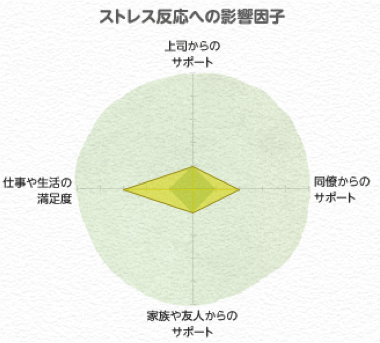 ストレス反応への影響因子
上司からの
サポート
仕事や生活の
満足度
同僚からの
サポート
家族や友人からの
サポート